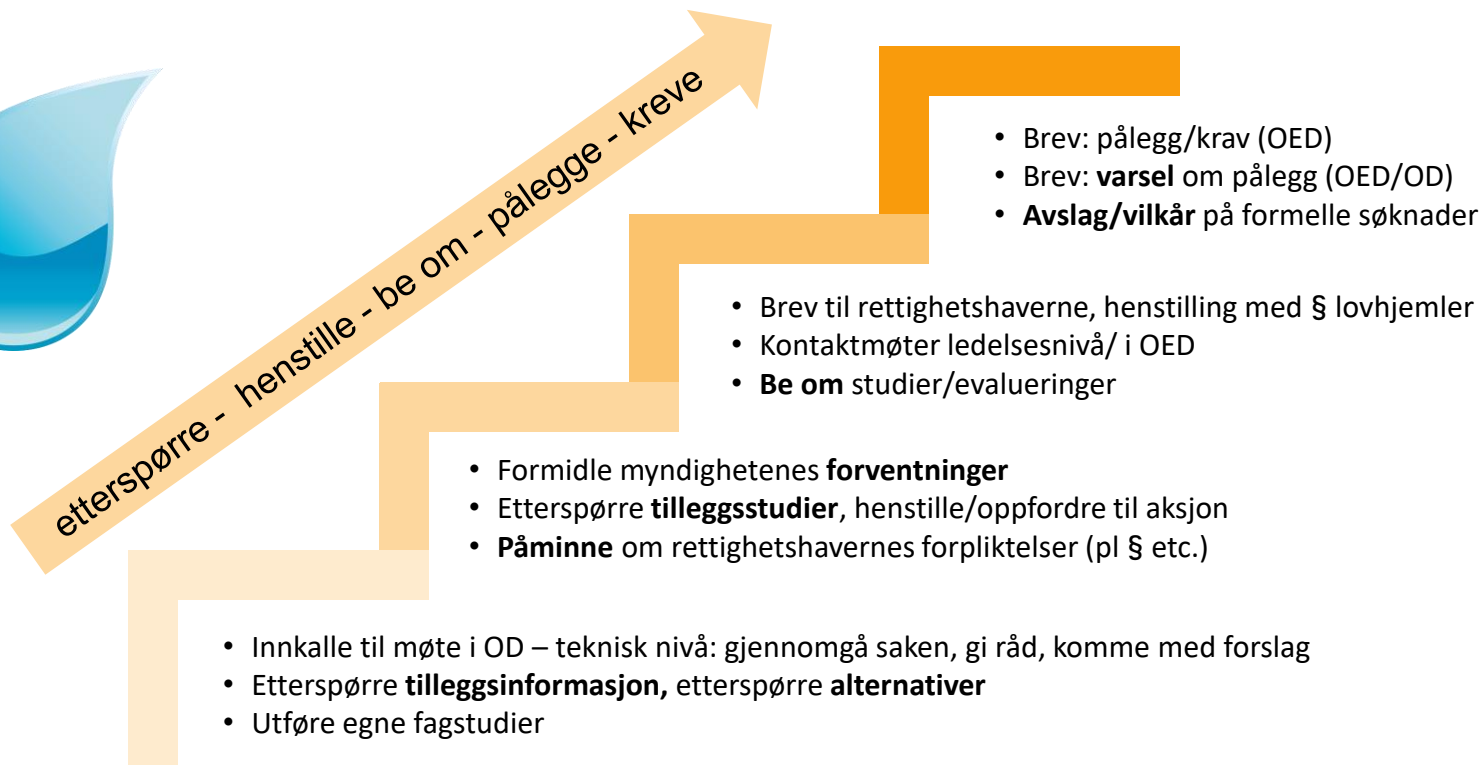 etterspørre - henstille - be om - pålegge - kreve
• Brev: pålegg/krav (OED)
• Brev: varsel om pålegg (OED/OD)
• Avslag/vilkår på formelle søknader
• Brev til rettighetshaverne, henstilling med § lovhjemler
• Kontaktmøter ledelsesnivå/ i OED
• Be om studier/evalueringer
• Formidle myndighetenes forventninger
• Etterspørre tilleggsstudier, henstille/oppfordre til aksjon
• Påminne om rettighetshavernes forpliktelser (pl § etc.)
• Innkalle til møte i OD – teknisk nivå: gjennomgå saken, gi råd, komme med forslag
• Etterspørre tilleggsinformasjon, etterspørre alternativer
• Utføre egne fagstudier